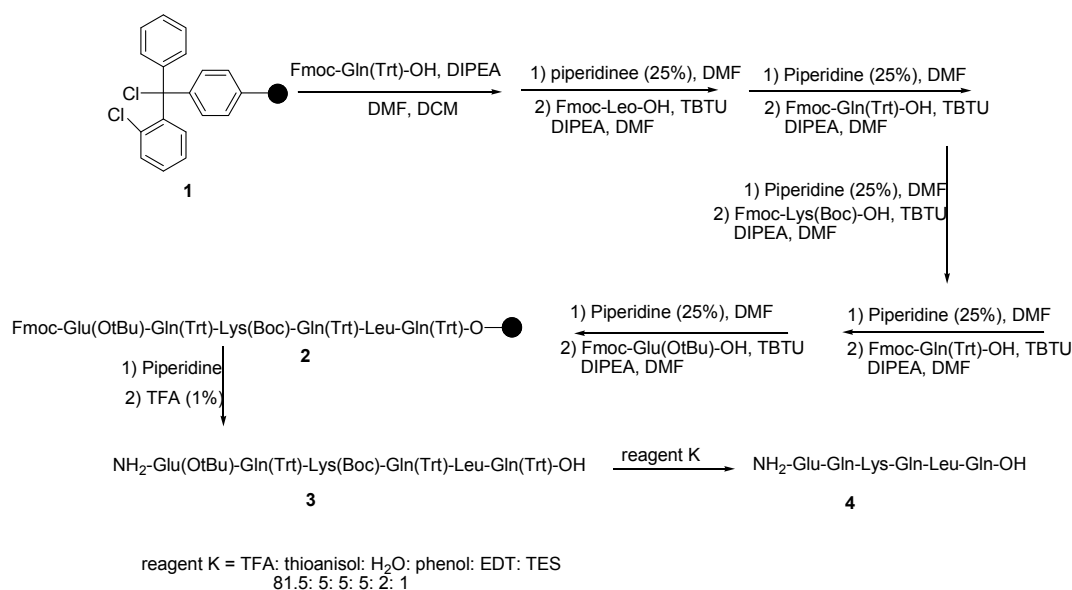 Cl
Cl
1
Fmoc-Gln(Trt)-OH, DIPEA
DMF, DCM
1) piperidinee (25%), DMF
2) Fmoc-Leo-OH, TBTU
DIPEA, DMF
1) Piperidine (25%), DMF
2) Fmoc-Gln(Trt)-OH, TBTU
DIPEA, DMF
1) Piperidine (25%), DMF
2) Fmoc-Lys(Boc)-OH, TBTU
DIPEA, DMF
1) Piperidine (25%), DMF
2) Fmoc-Gln(Trt)-OH, TBTU
DIPEA, DMF
1) Piperidine (25%), DMF
2) Fmoc-Glu(OtBu)-OH, TBTU
DIPEA, DMF
Fmoc-Glu(OtBu)-Gln(Trt)-Lys(Boc)-Gln(Trt)-Leu-Gln(Trt)-O
2
1) Piperidine
2) TFA (1%)
NH2-Glu(OtBu)-Gln(Trt)-Lys(Boc)-Gln(Trt)-Leu-Gln(Trt)-OH
3
reagent K
NH2-Glu-Gln-Lys-Gln-Leu-Gln-OH
4
reagent K = TFA: thioanisol: H2O: phenol: EDT: TES
81.5: 5: 5: 5: 2: 1